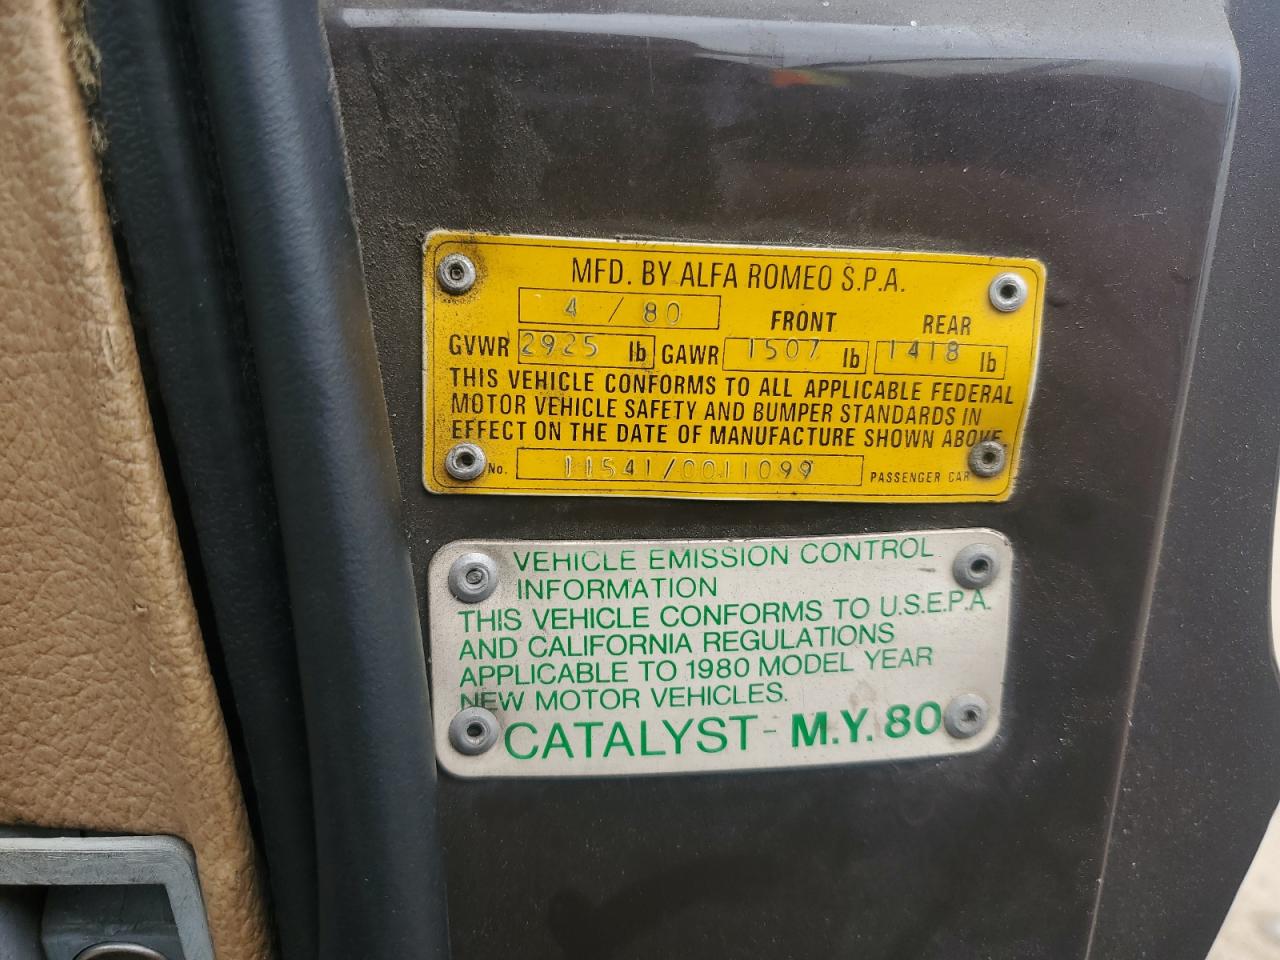 MFD. BY ALFA ROMEO S.P.A.
4 / 80
FRONT REAR
GVWR 2925 lb GAWR 1507 lb 1418 lb
THIS VEHICLE CONFORMS TO ALL APPLICABLE FEDERAL
MOTOR VEHICLE SAFETY AND BUMPER STANDARDS IN
EFFECT ON THE DATE OF MANUFACTURE SHOWN ABOVE
No. 11541/0011099 PASSENGER CAR
VEHICLE EMISSION CONTROL
INFORMATION
THIS VEHICLE CONFORMS TO U.S.E.P.A.
AND CALIFORNIA REGULATIONS
APPLICABLE TO 1980 MODEL YEAR
NEW MOTOR VEHICLES.
CATALYST - M.Y. 80